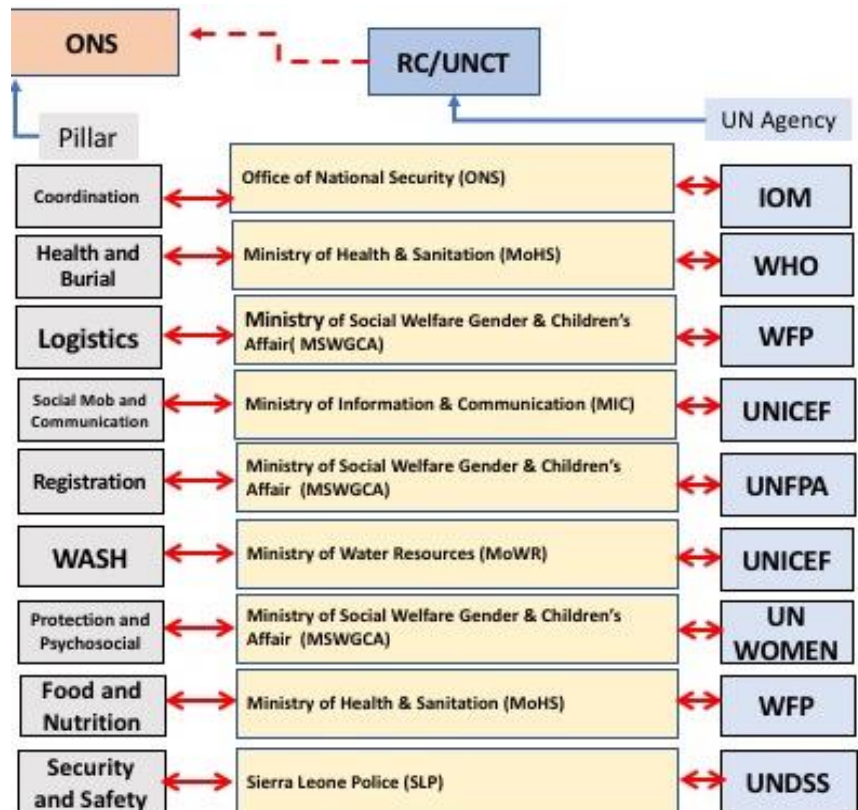 ONS
RC/UNCT
Pillar
UN Agency
Coordination
Office of National Security (ONS)
IOM
Health and
Burial
Ministry of Health & Sanitation (MoHS)
WHO
Logistics
Ministry of Social Welfare Gender & Children's
Affair( MSWGCA)
WFP
Social Mob and
Communication
Ministry of Information & Communication (MIC)
UNICEF
Registration
Ministry of Social Welfare Gender & Children's
Affair (MSWGCA)
UNFPA
WASH
Ministry of Water Resources (MoWR)
UNICEF
Protection and
Psychosocial
Ministry of Social Welfare Gender & Children's
Affair (MSWGCA)
UN
WOMEN
Food and
Nutrition
Ministry of Health & Sanitation (MoHS)
WFP
Security
and Safety
Sierra Leone Police (SLP)
UNDSS